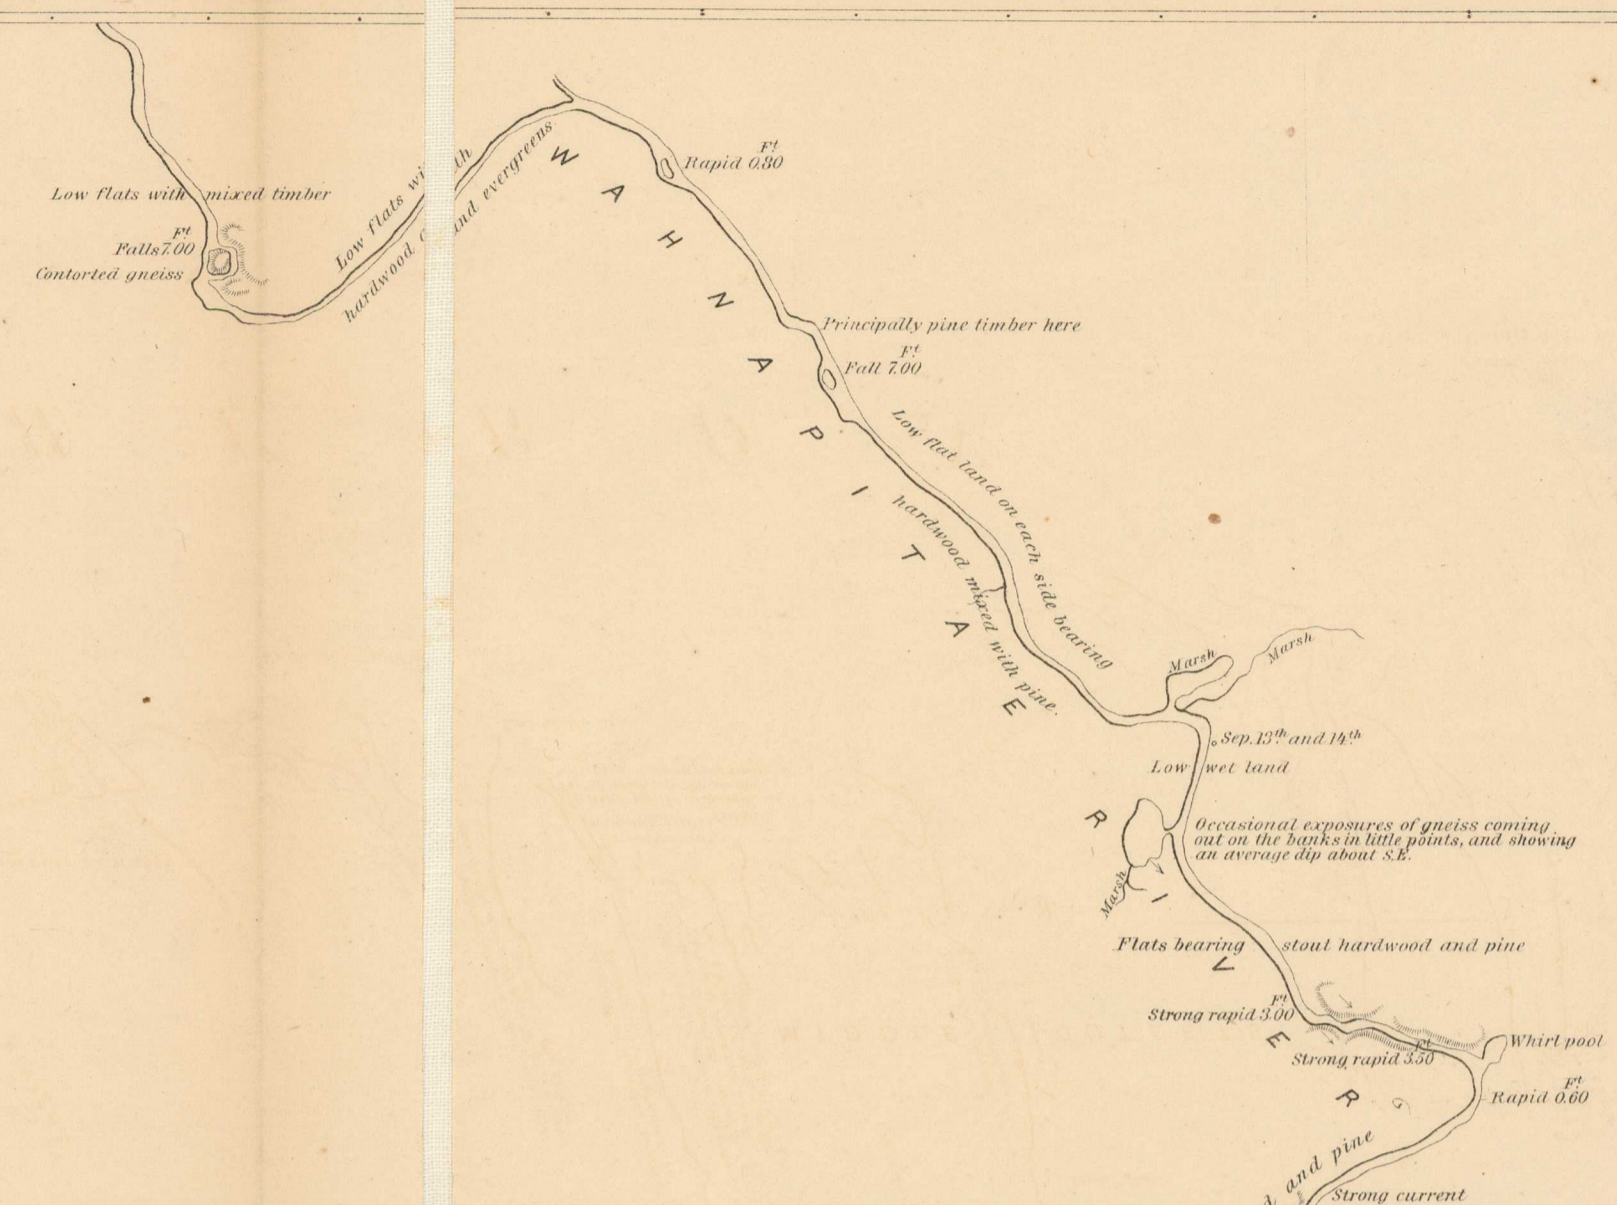 Low flats with mixed timber
Ft
Falls 7.00
Contorted gneiss
Low flats with
hardwood and evergreens.
WAHNAPITAE RIVER
Ft
Rapid 0.80
Principally pine timber here
Ft
Fall 7.00
Low flat land on each side bearing
hardwood mixed with pine.
Marsh
Marsh
Sep. 13th and 14th
Low wet land
Occasional exposures of gneiss coming
out on the banks in little points, and showing
an average dip about S.E.
Marsh
Flats bearing stout hardwood and pine
Ft
Strong rapid 3.00
Ft
Strong rapid 3.50
Whirl pool
Ft
Rapid 0.60
and pine
Strong current